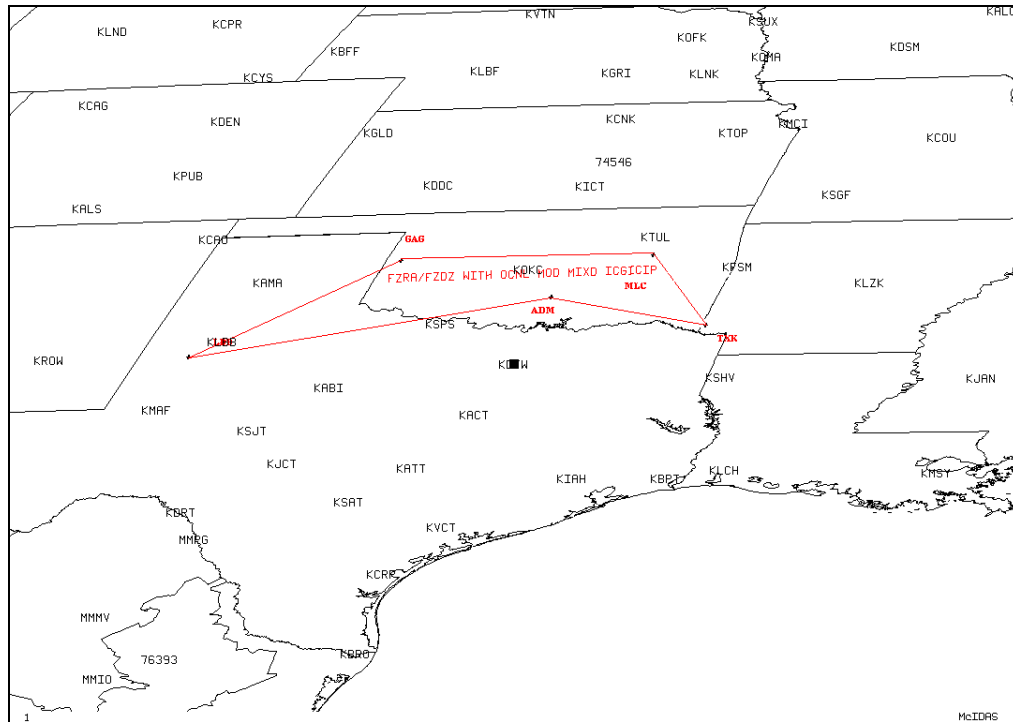 KVTN
KSUX
KALO
KLND
KCPR
KOFK
KBFF
KDSM
KOMA
KLBF
KGRI
KLNK
KCYS
KCAG
KDEN
KGLD
KCNK
KTOP
KMCI
KCOU
74546
KPUB
KDDC
KICT
KSGF
KALS
KCAO
GAG
KTUL
KOKC
KFSM
FZRA/FZDZ WITH OCNL MOD MIXD ICGICIP
KAMA
MLC
KLZK
ADM
KSPS
TXK
KROW
KABI
KSHV
KJAN
KMAF
KACT
KSJT
KJCT
KATT
KIAH
KBPT
KLCH
KMSY
KSAT
KDRT
KVCT
MMPG
KCRP
MMMV
KBRO
76393
MMIO
1
McIDAS